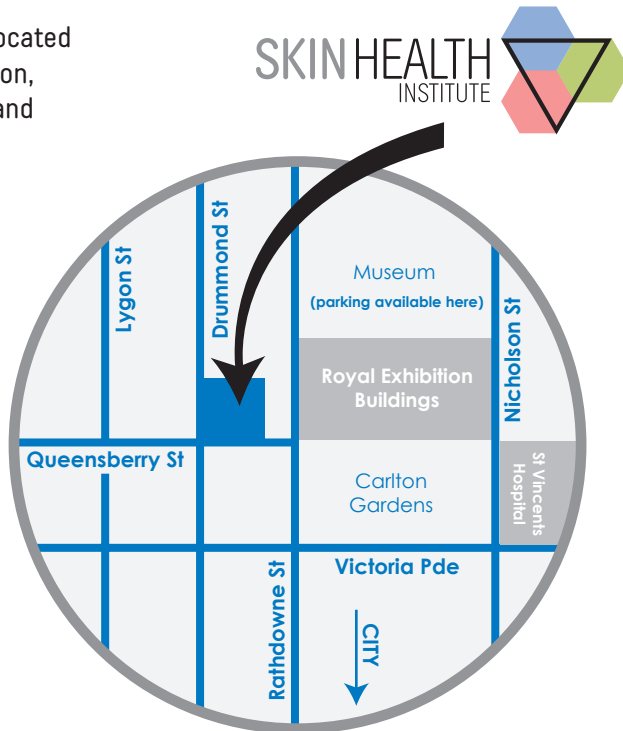 ocated
on,
and
SKIN HEALTH
INSTITUTE
Lygon St
Drummond St
Museum
(parking available here)
Nicholson St
Royal Exhibition
Buildings
Queensberry St
Carlton
Gardens
St Vincents
Hospital
Victoria Pde
Rathdowne St
CITY